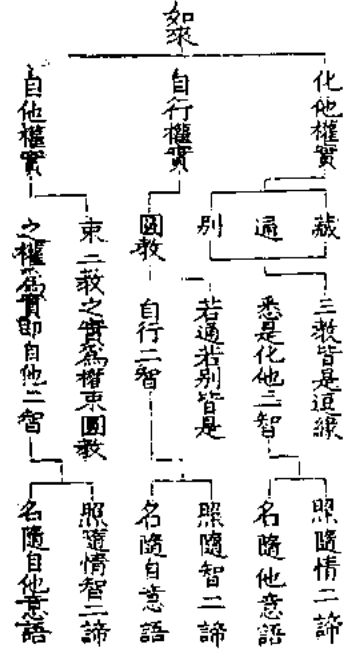 如來
化他權實
自行權實
自他權實
藏
通
別
圓教
三教皆是逗緣
悉是化他二智
若通若別皆是
自行二智
束三教之實為權束圓教
之權為實即自他二智
照隨情二諦
名隨他意語
照隨智二諦
名隨自意語
照隨情智二諦
名隨自他意語